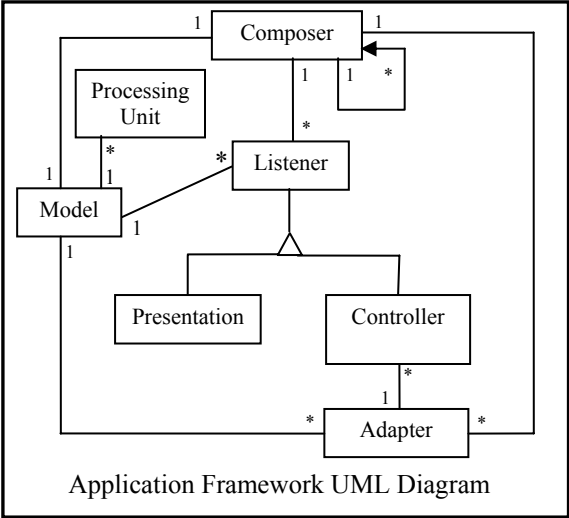 1
Composer
1
1
1
*
Processing
Unit
*
*
*
Listener
1
1
Model
1
1
Presentation
Controller
*
1
*
*
Adapter
Application Framework UML Diagram